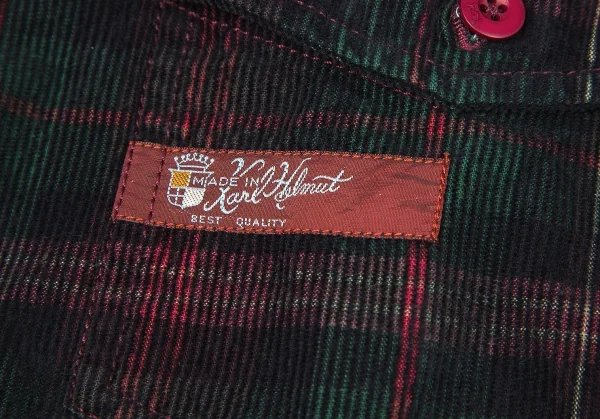 MADE IN
Karl Helmut
BEST QUALITY